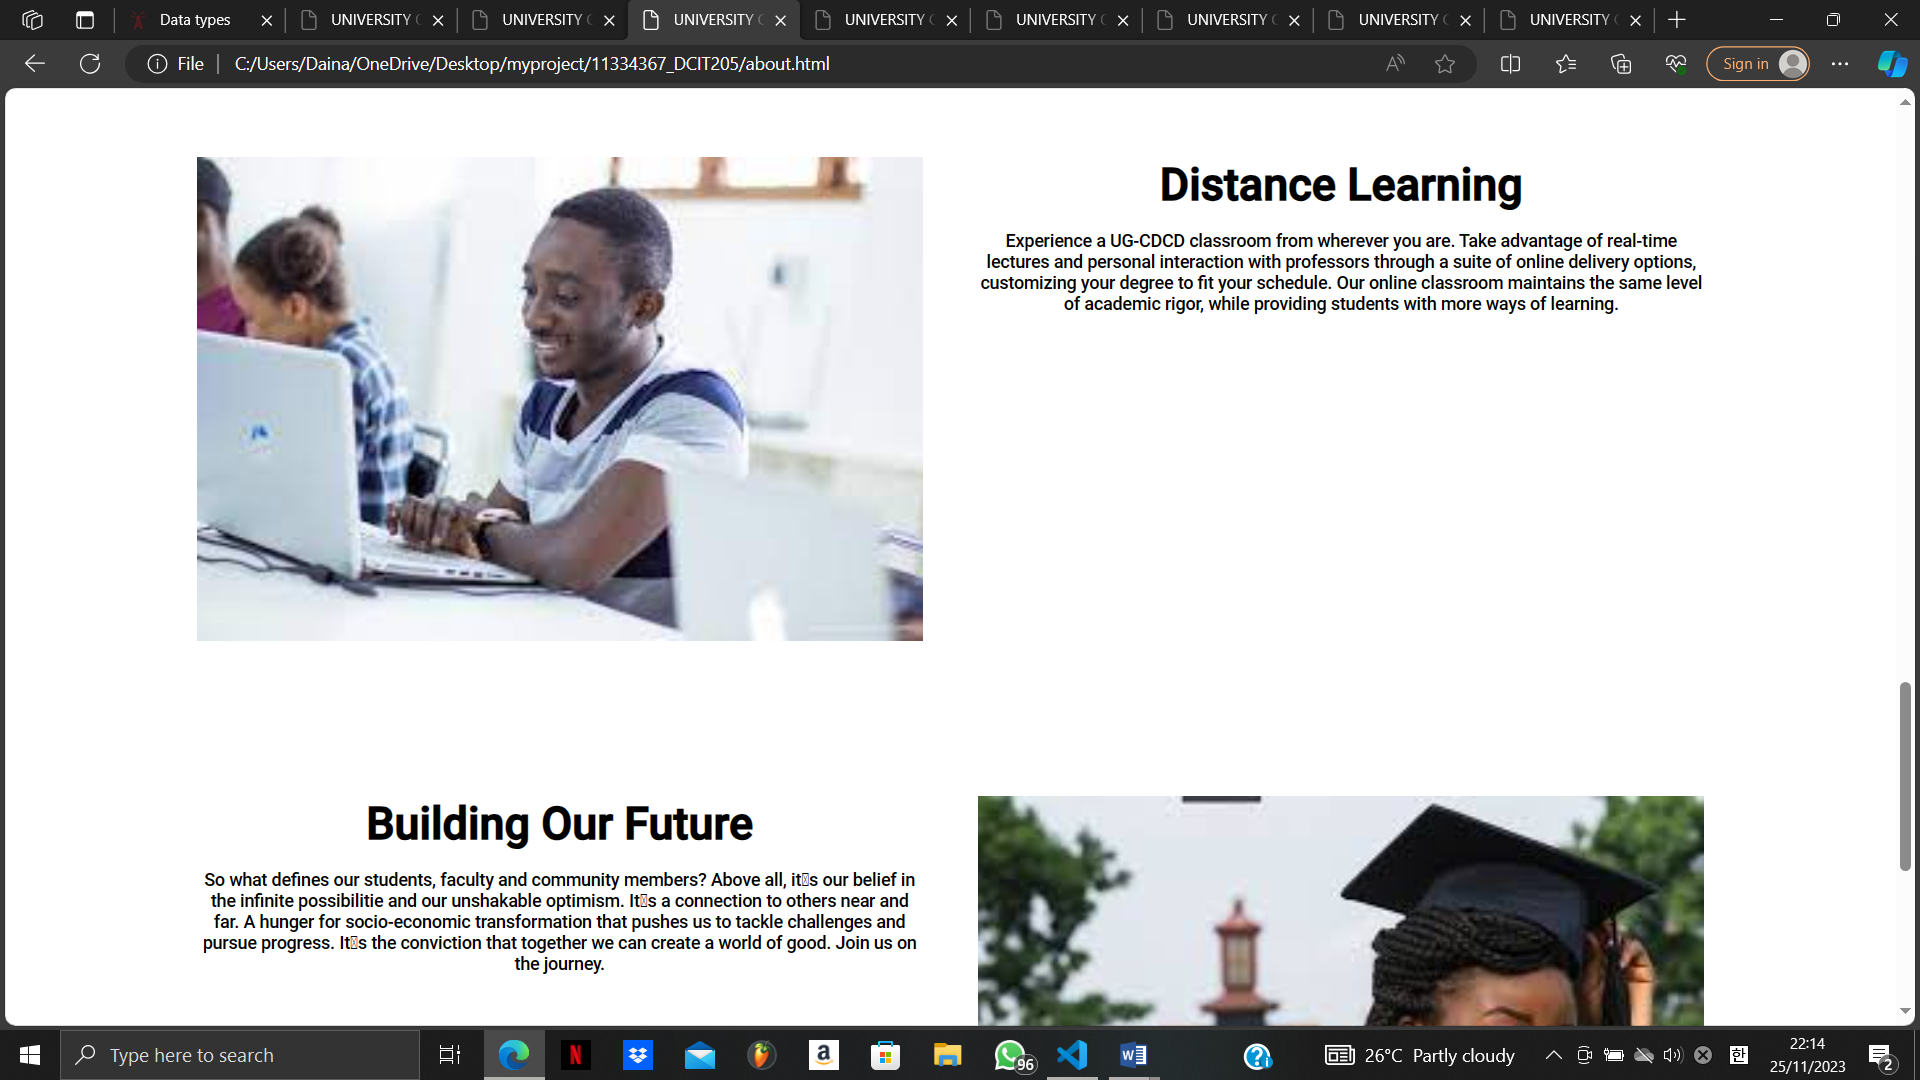 Data types
UNIVERSITY
UNIVERSITY
UNIVERSITY
UNIVERSITY
UNIVERSITY
UNIVERSITY
UNIVERSITY
UNIVERSITY
File
C:/Users/Daina/OneDrive/Desktop/myproject/11334367_DCIT205/about.html
Sign in
Distance Learning
Experience a UG-CDCD classroom from wherever you are. Take advantage of real-time
lectures and personal interaction with professors through a suite of online delivery options,
customizing your degree to fit your schedule. Our online classroom maintains the same level
of academic rigor, while providing students with more ways of learning.
Building Our Future
So what defines our students, faculty and community members? Above all, it▯s our belief in
the infinite possibilitie and our unshakable optimism. It▯s a connection to others near and
far. A hunger for socio-economic transformation that pushes us to tackle challenges and
pursue progress. It▯s the conviction that together we can create a world of good. Join us on
the journey.
Type here to search
96
26°C Partly cloudy
한
22:14
25/11/2023
2